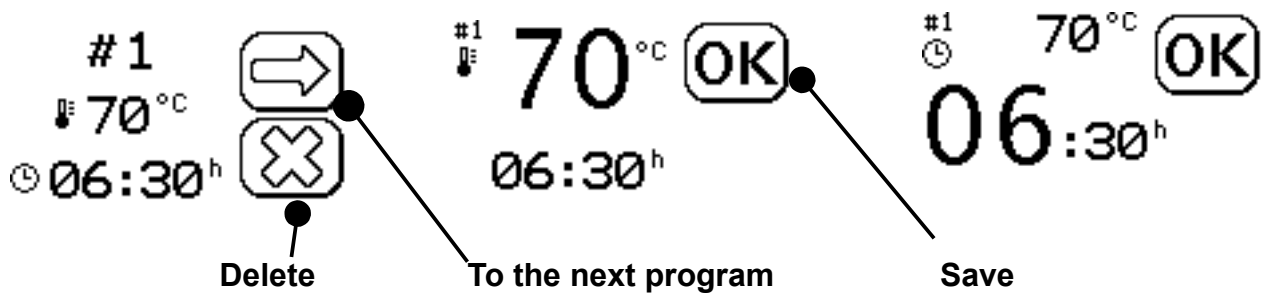 #1
70°C
06:30h
#1
70°C
OK
06:30h
#1
70°C
OK
06:30h
Delete
To the next program
Save